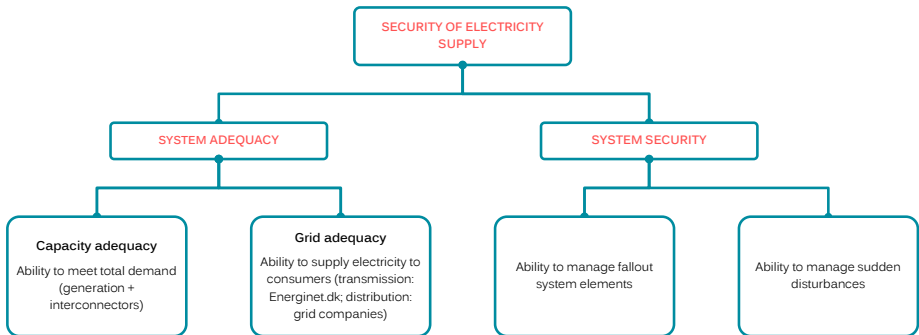 SECURITY OF ELECTRICITY
SUPPLY
SYSTEM ADEQUACY
SYSTEM SECURITY
Capacity adequacy
Ability to meet total demand
(generation +
interconnectors)
Grid adequacy
Ability to supply electricity to
consumers (transmission:
Energinet.dk; distribution:
grid companies)
Ability to manage fallout
system elements
Ability to manage sudden
disturbances